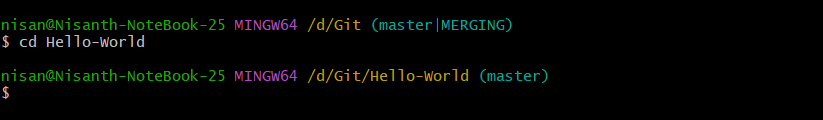 nisan@Nisanth-NoteBook-25 MINGW64 /d/Git (master|MERGING)
$ cd Hello-World
nisan@Nisanth-NoteBook-25 MINGW64 /d/Git/Hello-World (master)
$